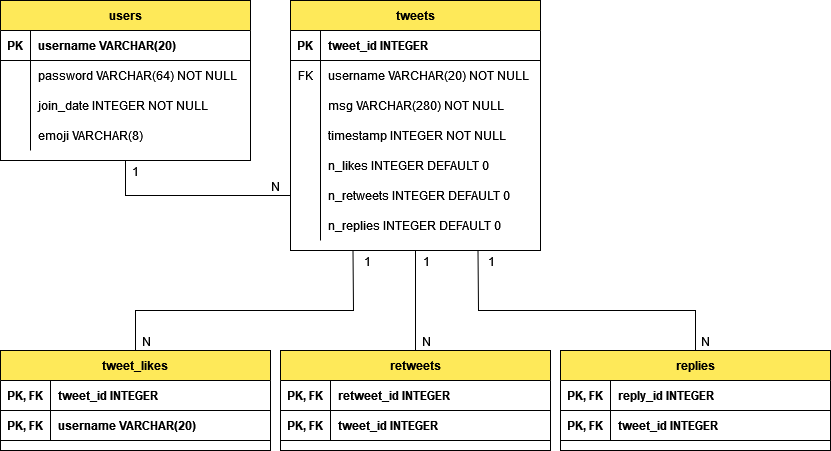 users
PK username VARCHAR(20)
password VARCHAR(64) NOT NULL
join_date INTEGER NOT NULL
emoji VARCHAR(8)
tweets
PK tweet_id INTEGER
FK username VARCHAR(20) NOT NULL
msg VARCHAR(280) NOT NULL
timestamp INTEGER NOT NULL
n_likes INTEGER DEFAULT 0
n_retweets INTEGER DEFAULT 0
n_replies INTEGER DEFAULT 0
1
N
1
1
1
N
N
N
tweet_likes
PK, FK tweet_id INTEGER
PK, FK username VARCHAR(20)
retweets
PK, FK retweet_id INTEGER
PK, FK tweet_id INTEGER
replies
PK, FK reply_id INTEGER
PK, FK tweet_id INTEGER